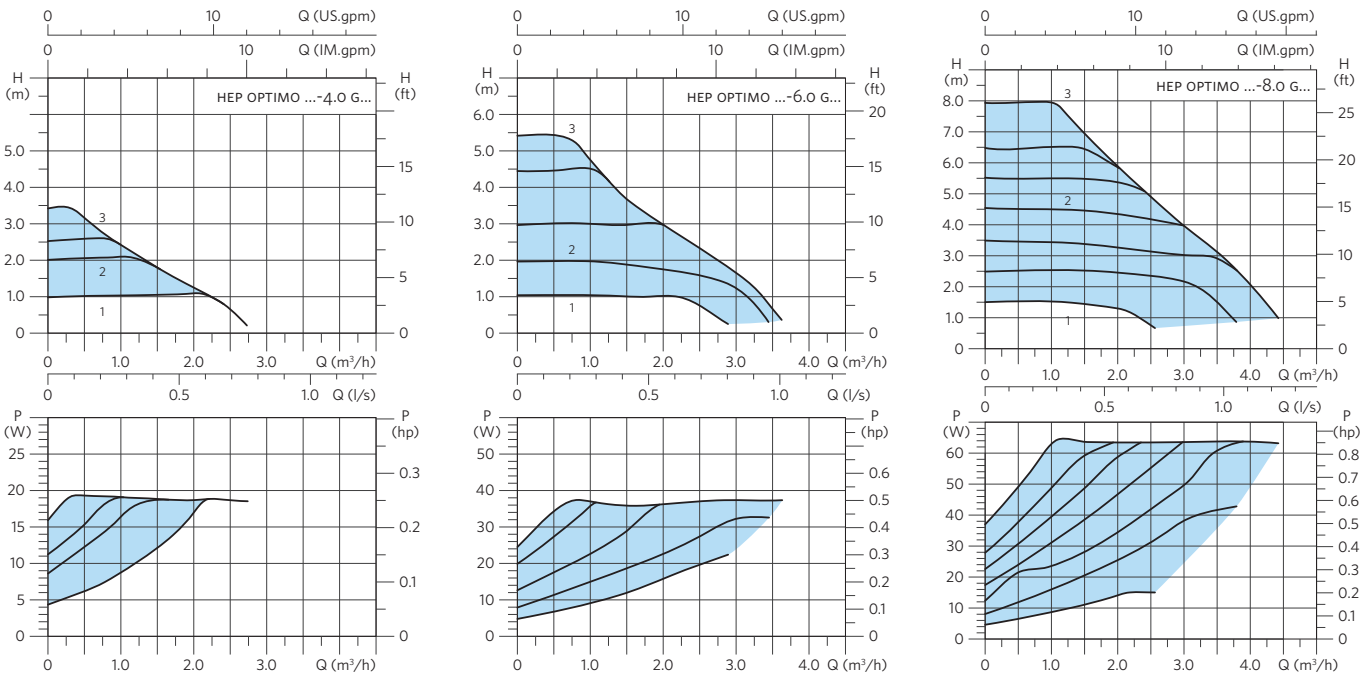 0 10 Q (US.gpm)
0 10 Q (IM.gpm)
H (m) H (ft)
HEP OPTIMO ...-4.0 G...
20
5.0 15
4.0
3.0 3 10
2.0 2 5
1.0 1
0 0
0 1.0 2.0 3.0 Q (m³/h)
0 0.5 1.0 Q (l/s)
P (W) P (hp)
25 0.3
20
15 0.2
10 0.1
5
0 0
0 1.0 2.0 3.0 Q (m³/h)
0 10 Q (US.gpm)
0 10 Q (IM.gpm)
H (m) H (ft)
HEP OPTIMO ...-6.0 G...
6.0 20
5.0 3 15
4.0
3.0 10
2.0 2 5
1.0 1
0 0
0 1.0 2.0 3.0 4.0 Q (m³/h)
0 0.5 1.0 Q (l/s)
P (W) P (hp)
50 0.7
40 0.6
0.5
30 0.4
20 0.3
0.2
10 0.1
0 0
0 1.0 2.0 3.0 4.0 Q (m³/h)
0 10 Q (US.gpm)
0 10 Q (IM.gpm)
H (m) H (ft)
HEP OPTIMO ...-8.0 G...
8.0 3 25
7.0
6.0 20
5.0 15
4.0 2
3.0 10
2.0 5
1.0 1
0 0
0 1.0 2.0 3.0 4.0 Q (m³/h)
0 0.5 1.0 Q (l/s)
P (W) P (hp)
60 0.8
50 0.7
0.6
40 0.5
30 0.4
0.3
20 0.2
10 0.1
0 0
0 1.0 2.0 3.0 4.0 Q (m³/h)